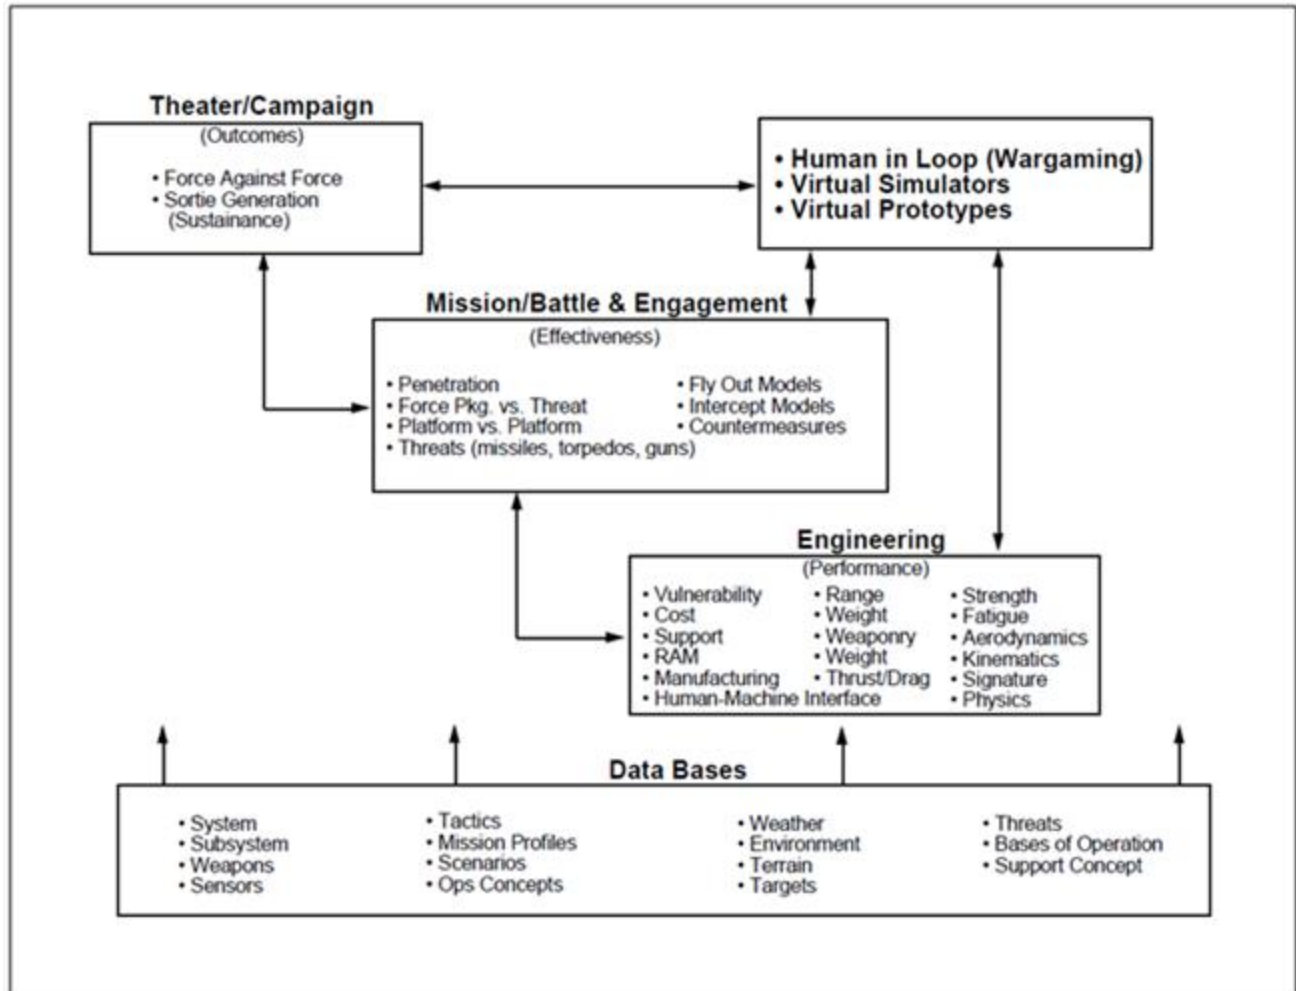 Theater/Campaign
(Outcomes)
• Force Against Force
• Sortie Generation
(Sustainance)
• Human in Loop (Wargaming)
• Virtual Simulators
• Virtual Prototypes
Mission/Battle & Engagement
(Effectiveness)
• Penetration
• Force Pkg. vs. Threat
• Platform vs. Platform
• Threats (missiles, torpedos, guns)
• Fly Out Models
• Intercept Models
• Countermeasures
Engineering
(Performance)
• Vulnerability
• Cost
• Support
• RAM
• Manufacturing
• Human-Machine Interface
• Range
• Weight
• Weaponry
• Weight
• Thrust/Drag
• Strength
• Fatigue
• Aerodynamics
• Kinematics
• Signature
• Physics
Data Bases
• System
• Subsystem
• Weapons
• Sensors
• Tactics
• Mission Profiles
• Scenarios
• Ops Concepts
• Weather
• Environment
• Terrain
• Targets
• Threats
• Bases of Operation
• Support Concept